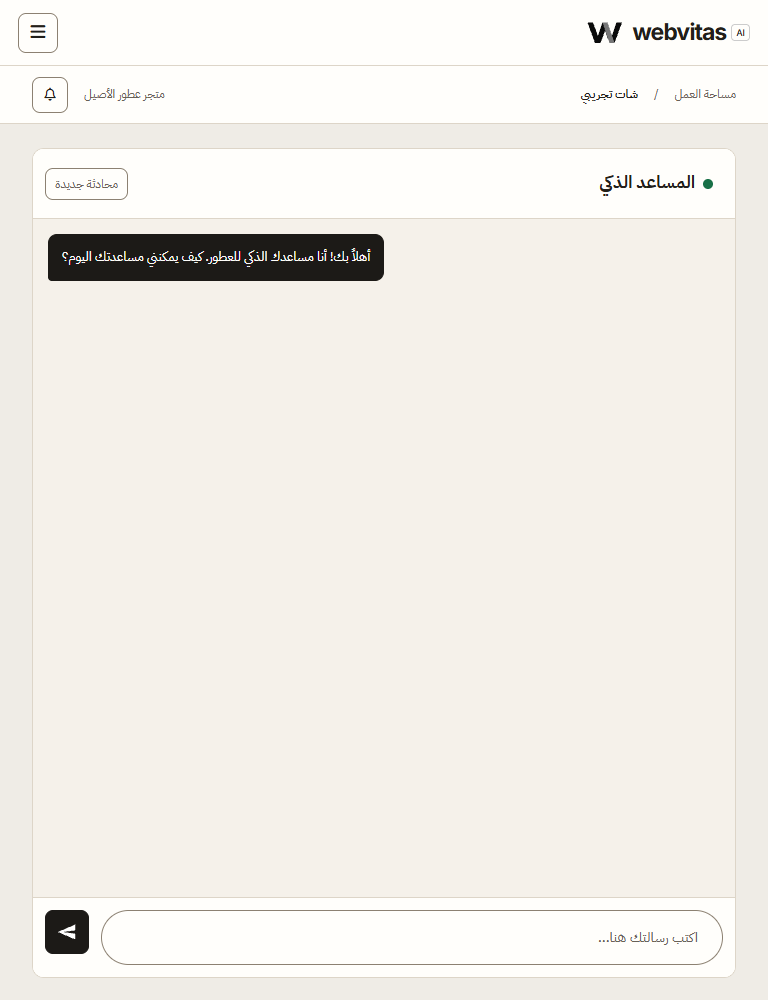 webvitas AI
مساحة العمل / شات تجريبي
متجر عطور الأصيل
المساعد الذكي
محادثة جديدة
أهلاً بك! أنا مساعدك الذكي للعطور. كيف يمكنني مساعدتك اليوم؟
اكتب رسالتك هنا...